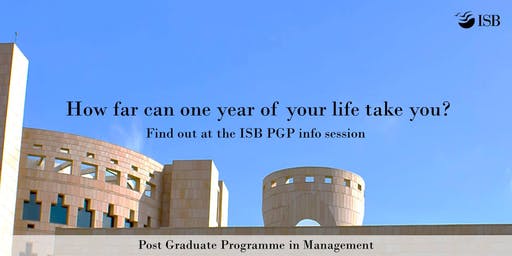 ISB
How far can one year of your life take you?
Find out at the ISB PGP info session
Post Graduate Programme in Management